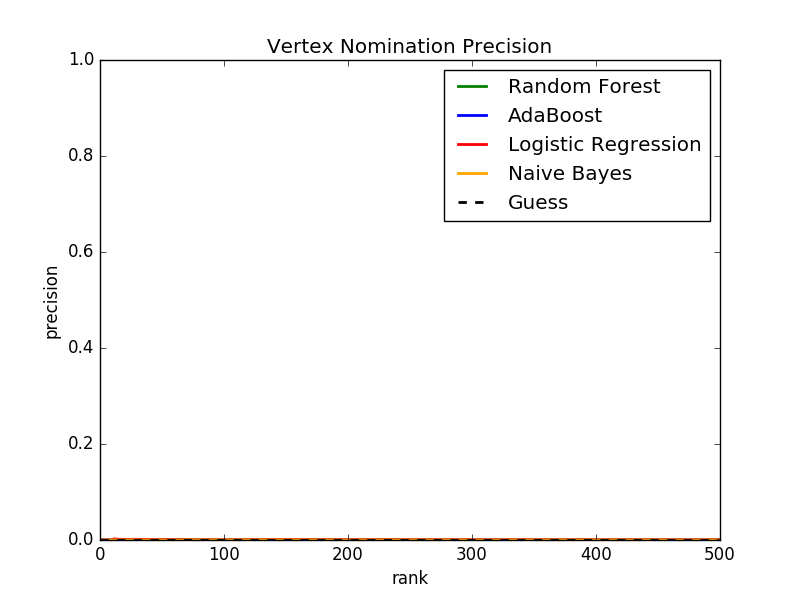 Vertex Nomination Precision
1.0
0.8
0.6
0.4
0.2
0.0
precision
Random Forest
AdaBoost
Logistic Regression
Naive Bayes
Guess
0 100 200 300 400 500
rank